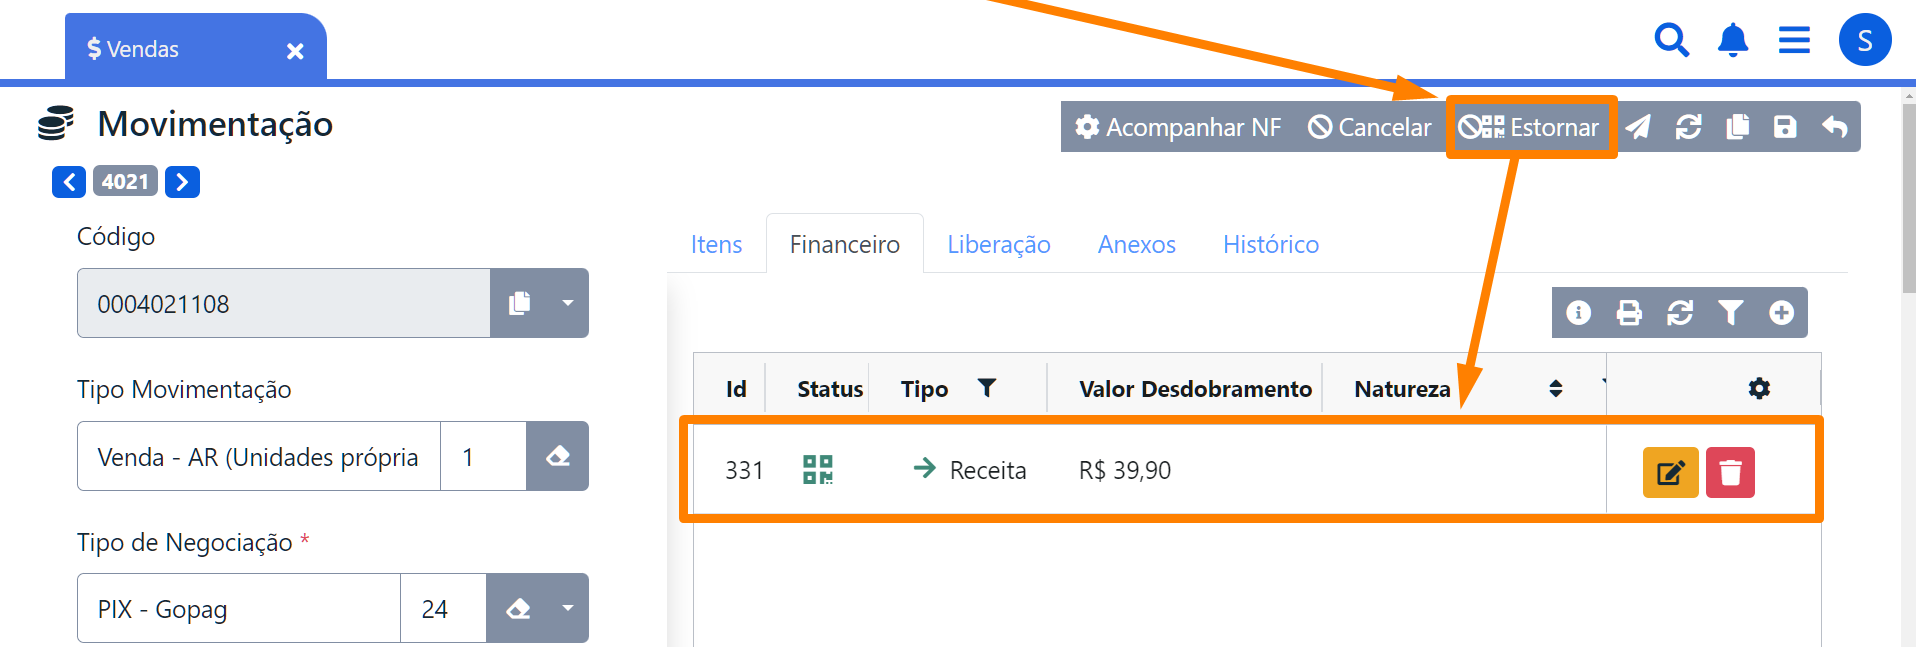 $ Vendas
S
Movimentação
Acompanhar NF Cancelar Estornar
4021
Código
0004021108
Tipo Movimentação
Venda - AR (Unidades própria 1
Tipo de Negociação *
PIX - Gopag 24
Itens Financeiro Liberação Anexos Histórico
Id Status Tipo Valor Desdobramento Natureza
331 Receita R$ 39,90